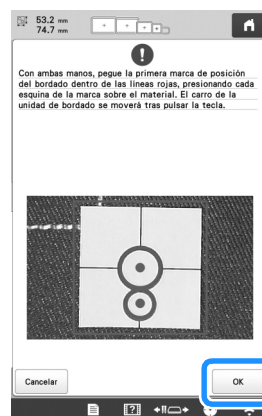 53.2 mm
74.7 mm
Con ambas manos, pegue la primera marca de posición
del bordado dentro de las líneas rojas, presionando cada
esquina de la marca sobre el material. El carro de la
unidad de bordado se moverá tras pulsar la tecla.
Cancelar
OK